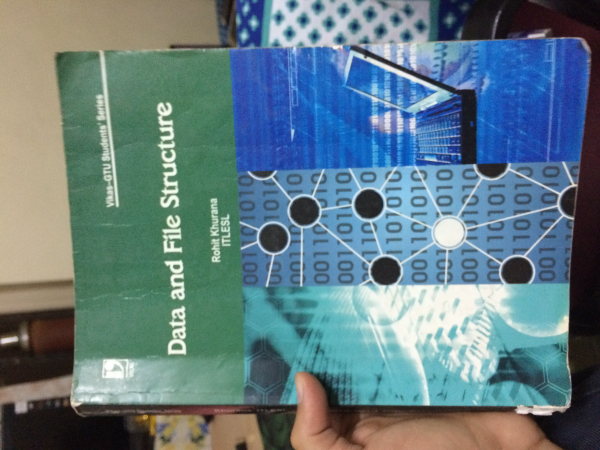 Vikas-GTU Students' Series
Data and File Structure
Rohit Khurana
ITLESL